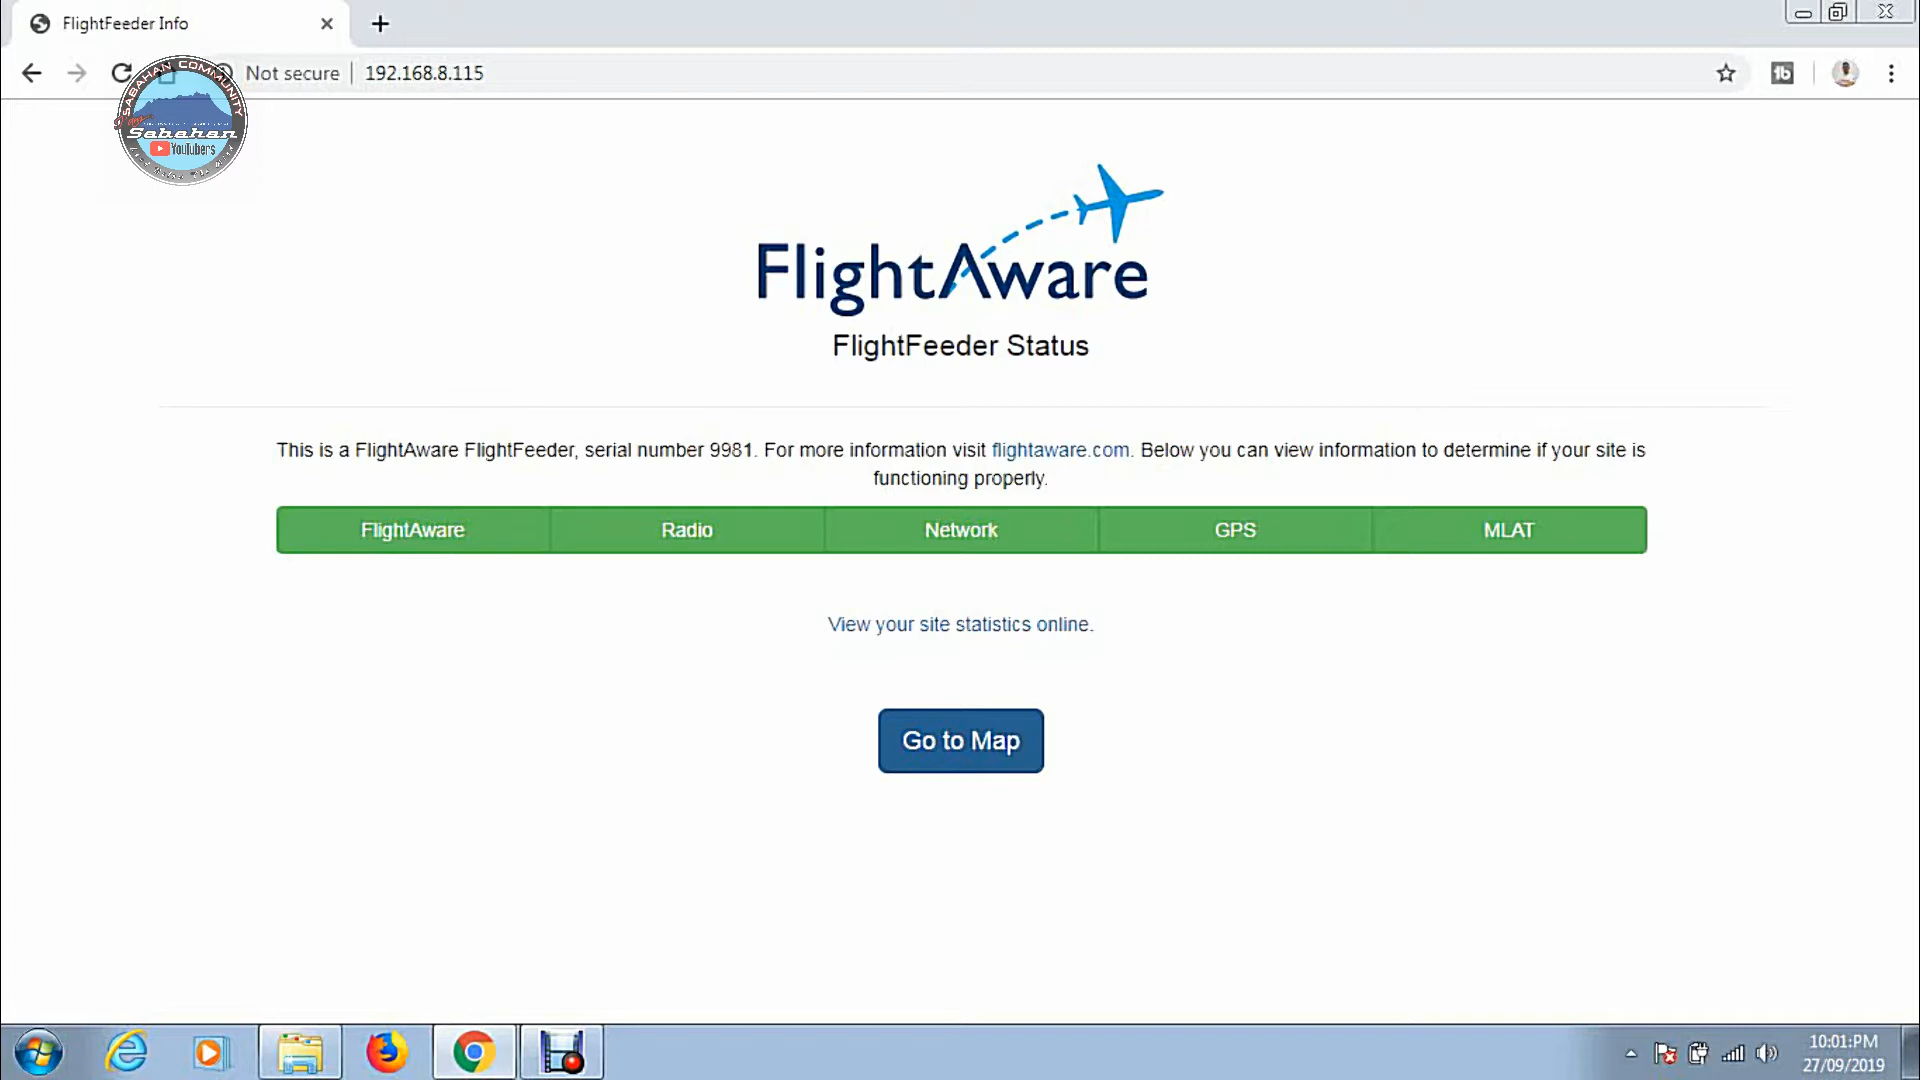 FlightFeeder Info
Not secure
192.168.8.115
SABAHAN COMMUNITY
Sabahan
YouTubers
FlightAware
FlightFeeder Status
This is a FlightAware FlightFeeder, serial number 9981. For more information visit flightaware.com. Below you can view information to determine if your site is
functioning properly.
FlightAware Radio Network GPS MLAT
View your site statistics online.
Go to Map
10:01:PM
27/09/2019